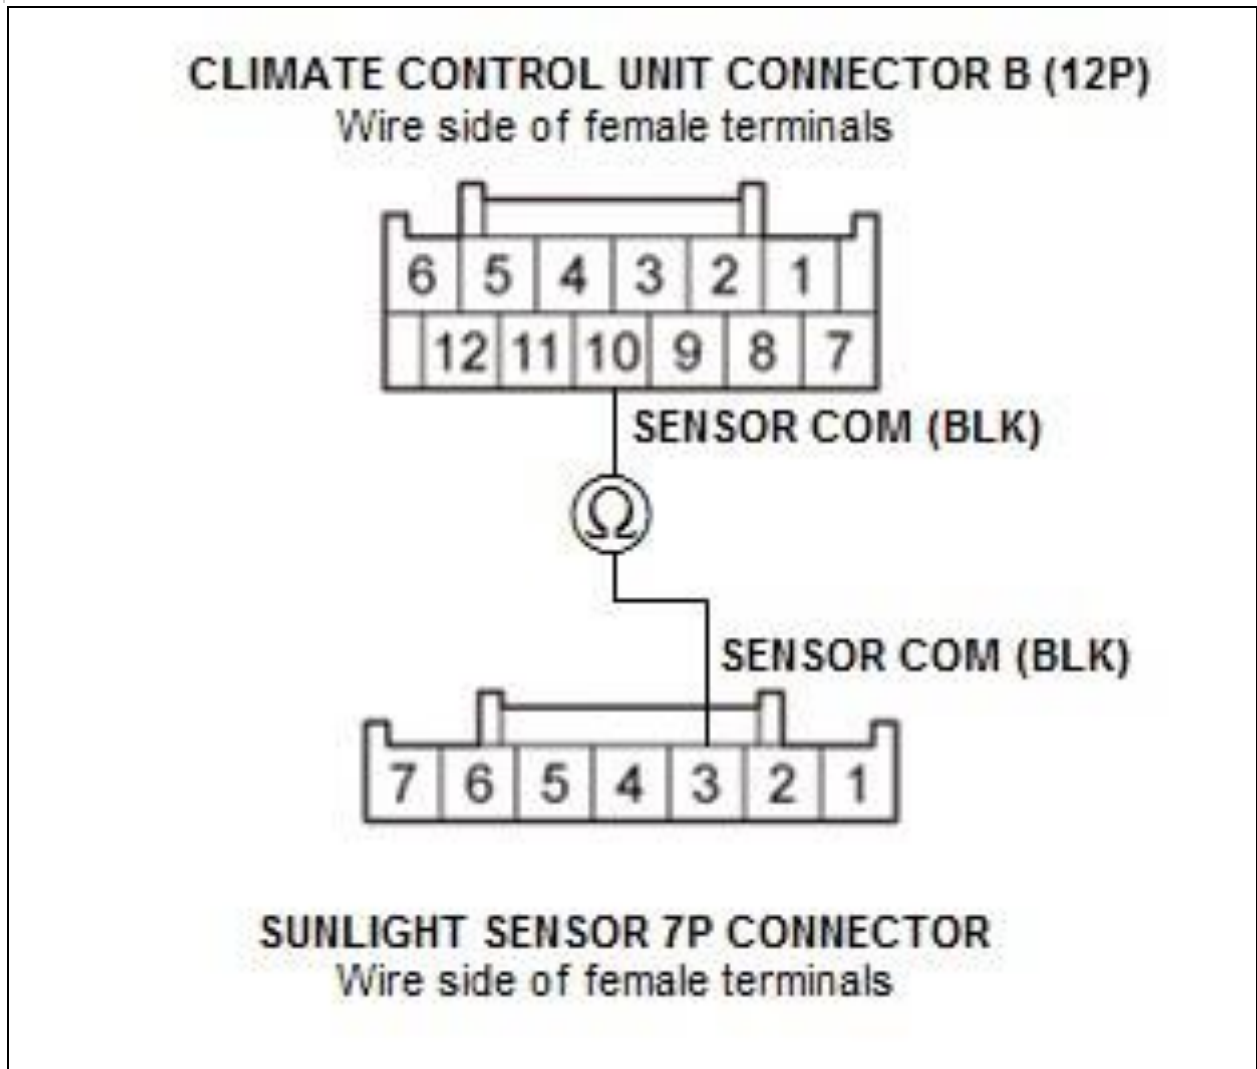 CLIMATE CONTROL UNIT CONNECTOR B (12P)
Wire side of female terminals
6 5 4 3 2 1
12 11 10 9 8 7
SENSOR COM (BLK)
Ω
SENSOR COM (BLK)
7 6 5 4 3 2 1
SUNLIGHT SENSOR 7P CONNECTOR
Wire side of female terminals